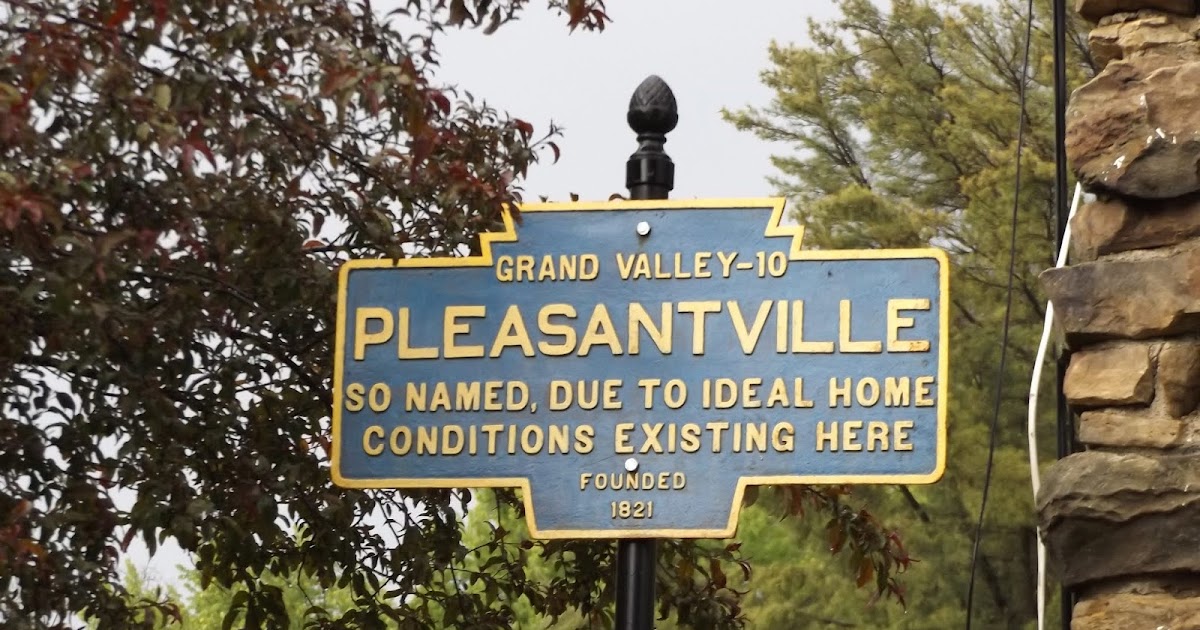 GRAND VALLEY-10
PLEASANTVILLE
SO NAMED, DUE TO IDEAL HOME
CONDITIONS EXISTING HERE
FOUNDED
1821